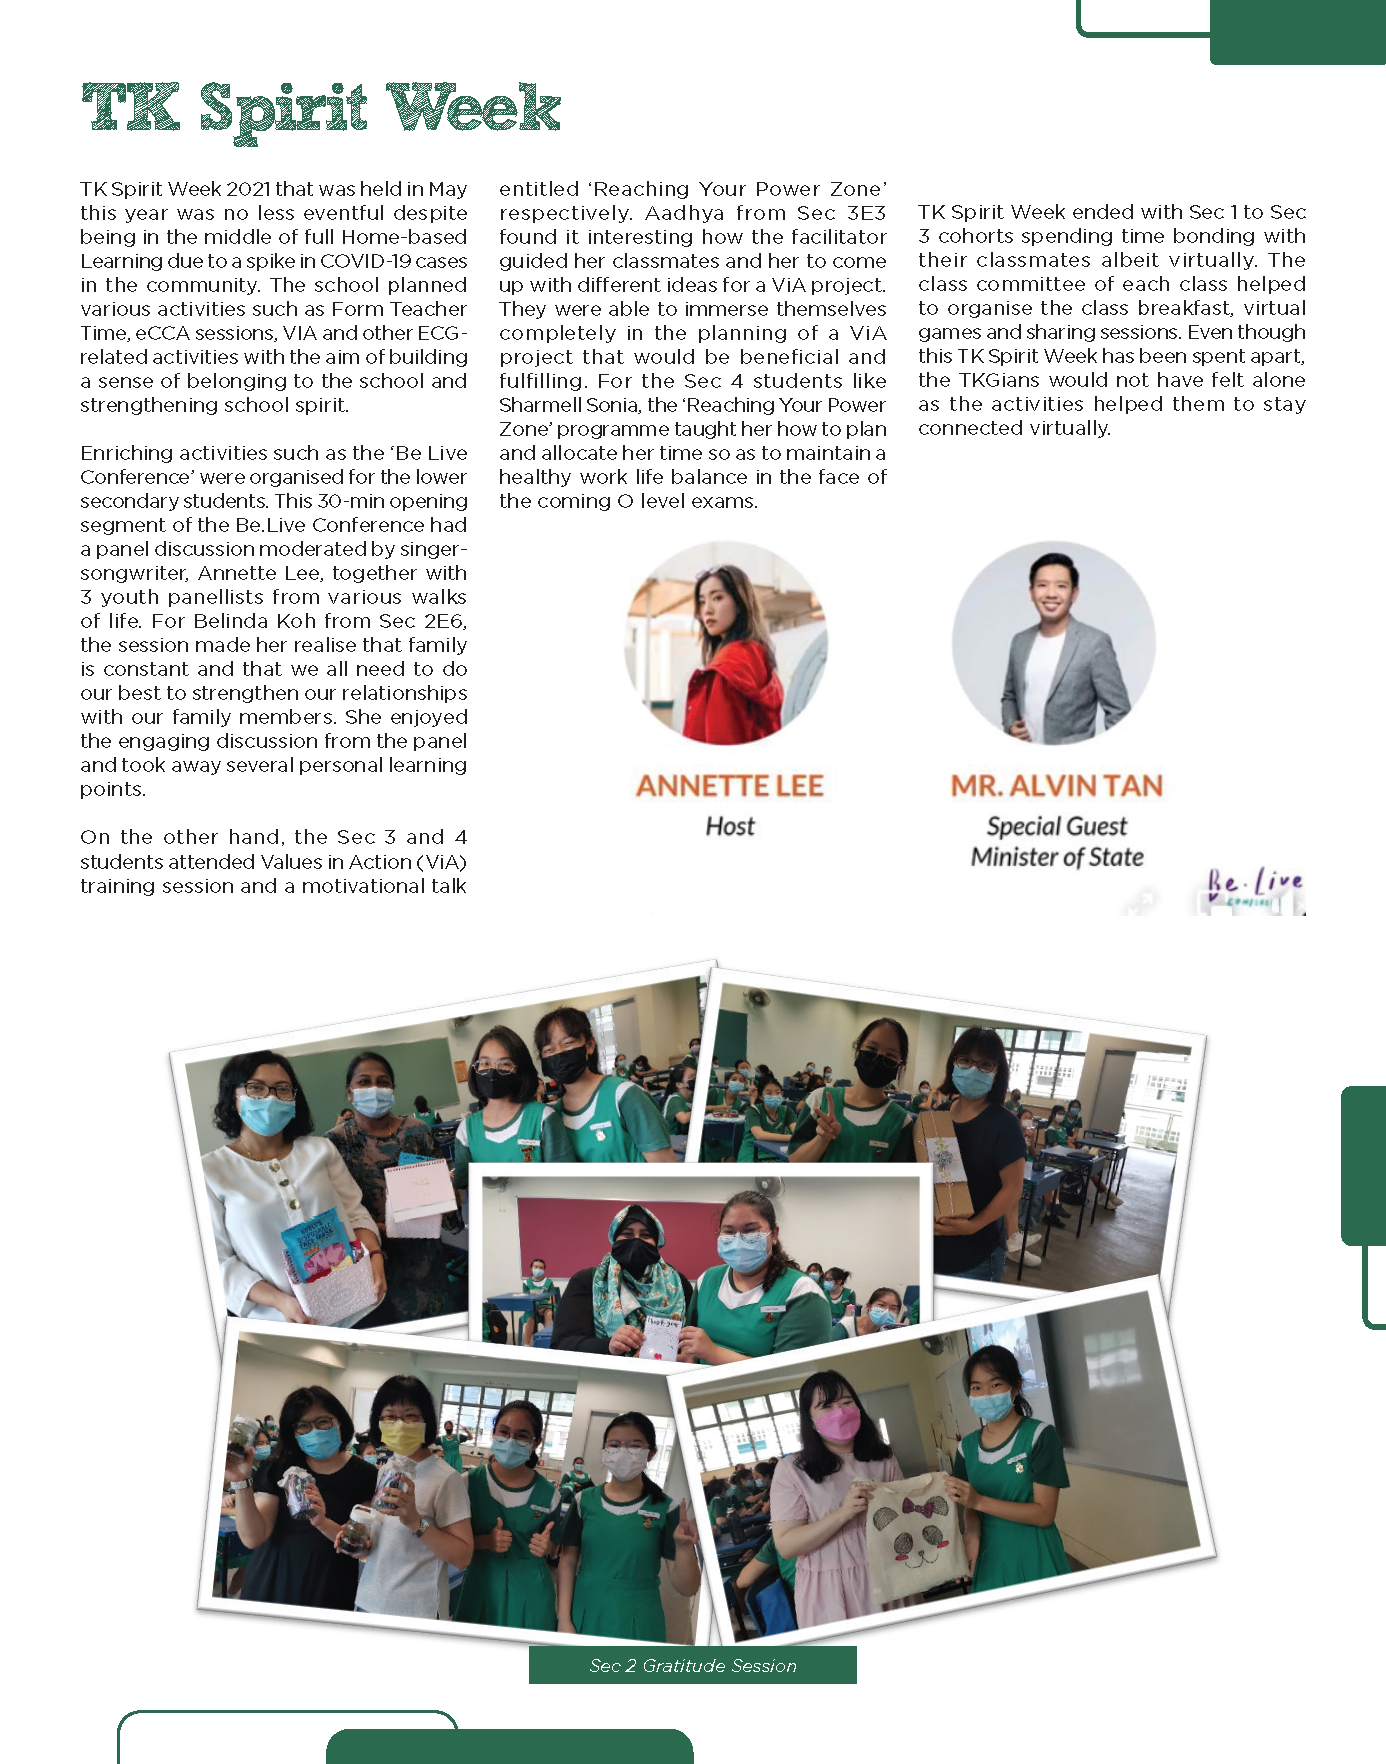 TK Spirit Week
TK Spirit Week 2021 that was held in May
this year was no less eventful despite
being in the middle of full Home-based
Learning due to a spike in COVID-19 cases
in the community. The school planned
various activities such as Form Teacher
Time, eCCA sessions, VIA and other ECG-
related activities with the aim of building
a sense of belonging to the school and
strengthening school spirit.
Enriching activities such as the ‘Be Live
Conference’ were organised for the lower
secondary students. This 30-min opening
segment of the Be.Live Conference had
a panel discussion moderated by singer-
songwriter, Annette Lee, together with
3 youth panellists from various walks
of life. For Belinda Koh from Sec 2E6,
the session made her realise that family
is constant and that we all need to do
our best to strengthen our relationships
with our family members. She enjoyed
the engaging discussion from the panel
and took away several personal learning
points.
On the other hand, the Sec 3 and 4
students attended Values in Action (ViA)
training session and a motivational talk
entitled ‘Reaching Your Power Zone’
respectively. Aadhya from Sec 3E3
found it interesting how the facilitator
guided her classmates and her to come
up with different ideas for a ViA project.
They were able to immerse themselves
completely in the planning of a ViA
project that would be beneficial and
fulfilling. For the Sec 4 students like
Sharmell Sonia, the ‘Reaching Your Power
Zone’ programme taught her how to plan
and allocate her time so as to maintain a
healthy work life balance in the face of
the coming O level exams.
TK Spirit Week ended with Sec 1 to Sec
3 cohorts spending time bonding with
their classmates albeit virtually. The
class committee of each class helped
to organise the class breakfast, virtual
games and sharing sessions. Even though
this TK Spirit Week has been spent apart,
the TKGians would not have felt alone
as the activities helped them to stay
connected virtually.
ANNETTE LEE
Host
MR. ALVIN TAN
Special Guest
Minister of State
Be.Live
Thank you
Sec 2 Gratitude Session